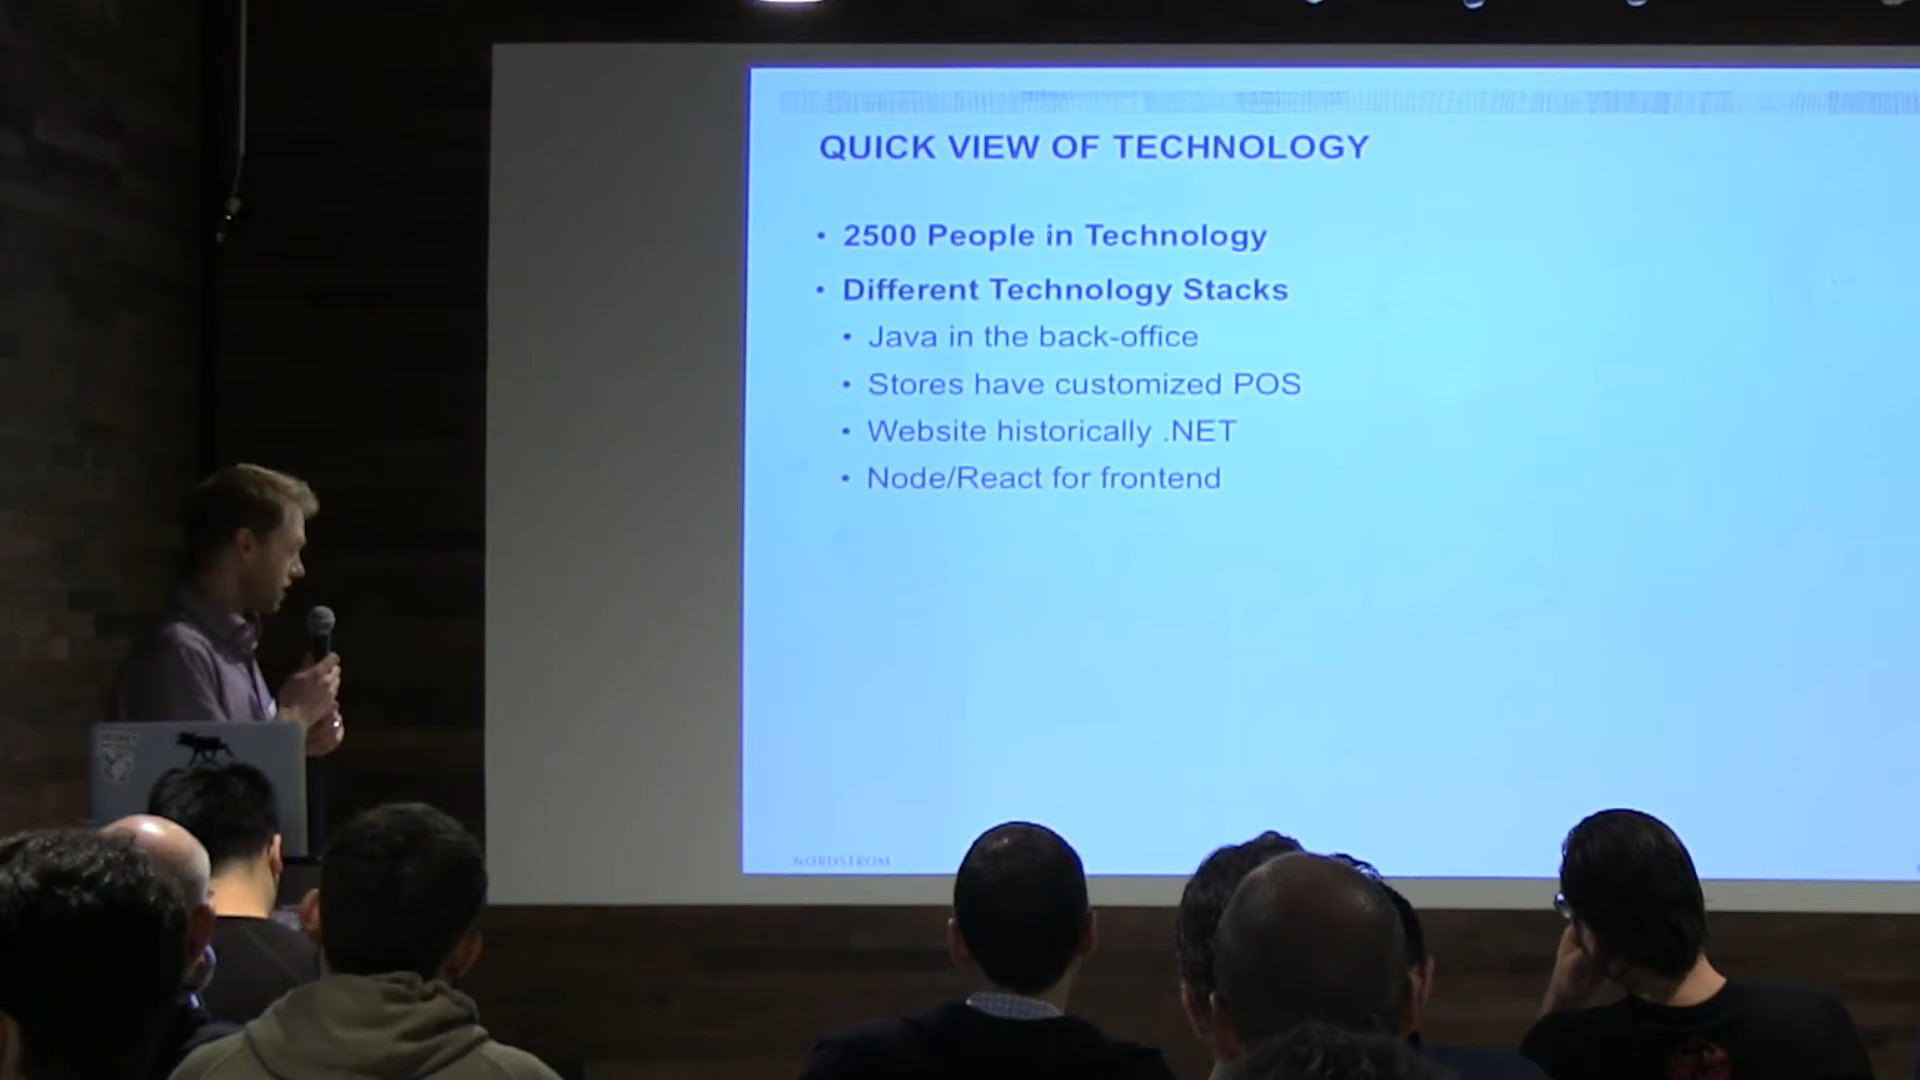 QUICK VIEW OF TECHNOLOGY
• 2500 People in Technology
• Different Technology Stacks
• Java in the back-office
• Stores have customized POS
• Website historically .NET
• Node/React for frontend
NORDSTROM